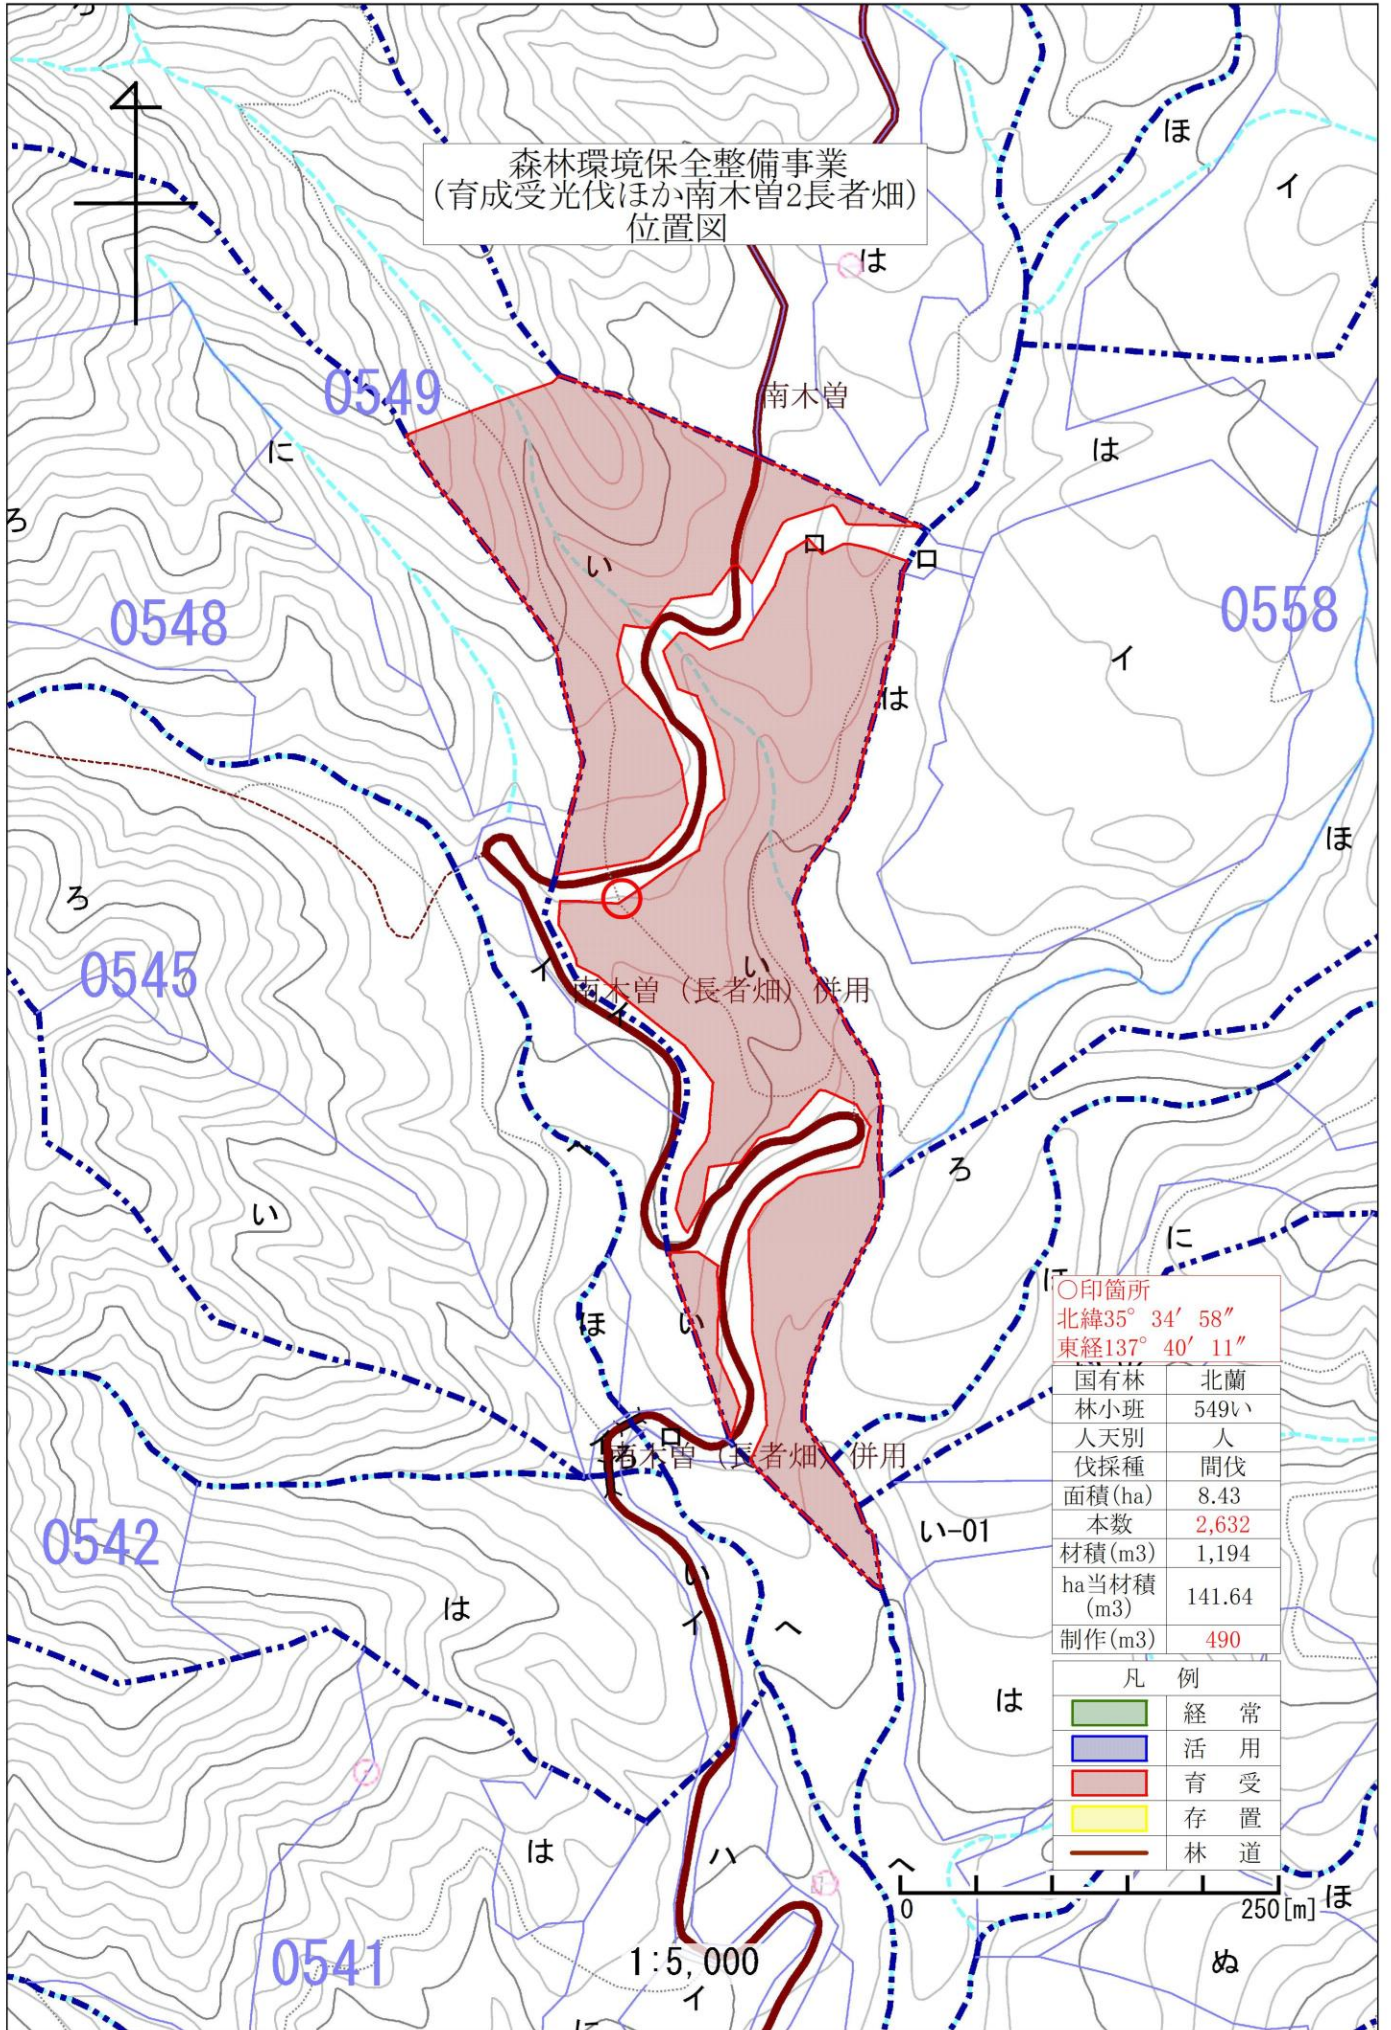 森林環境保全整備事業
(育成受光伐ほか南木曽2長者畑)
位置図
ほ
イ
は
南木曽
0549
に
は
ろ
い
ロ
ロ
0548
0558
イ
は
ほ
ろ
0545
い
イ
南木曽（長者畑）併用
イ
へ
ろ
い
に
ほ
ほ
い
○印箇所
北緯35° 34′ 58″
東経137° 40′ 11″
国有林 北蘭
林小班 549い
人天別 人
伐採種 間伐
面積(ha) 8.43
本数 2,632
材積(m3) 1,194
ha当材積(m3) 141.64
制作(m3) 490
イ
ロ
南木曽（長者畑）併用
い-01
0542
い
は
イ
へ
は
凡 例
経 常
活 用
育 受
存 置
林 道
は
ハ
へ
ほ
0 250[m]
0541
1:5,000
ぬ
イ
に